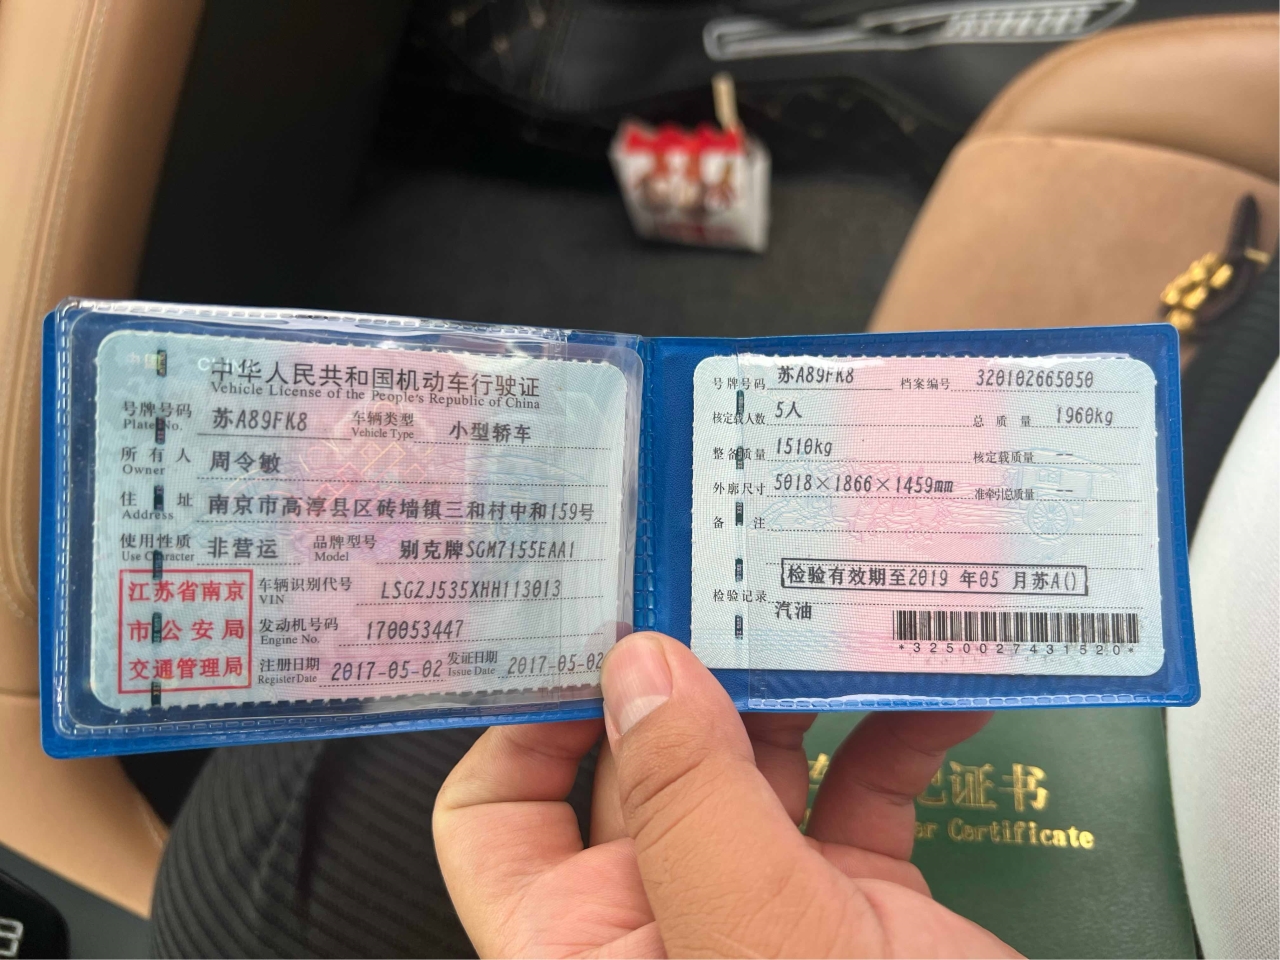 中华人民共和国机动车行驶证
Vehicle License of the People's Republic of China
号牌号码 苏A89FK8 车辆类型 小型轿车
Plate No. Vehicle Type
所有人 周令敏
Owner
住址 南京市高淳县区砖墙镇三和村中和159号
Address
使用性质 非营运 品牌型号 别克牌SGM7155EAA1
Use Character Model
江苏省南京
市公安局
交通管理局
车辆识别代号 LSGZJ535XHH113013
VIN
发动机号码 170053447
Engine No.
注册日期 2017-05-02 发证日期 2017-05-02
Register Date Issue Date
号牌号码 苏A89FK8 档案编号 320102665050
核定载人数 5人 总质量 1960kg
整备质量 1510kg 核定载质量 --
外廓尺寸 5018×1866×1459mm 准牵引总质量 --
备注
检验有效期至2019 年05 月苏A()
检验记录
汽油
*3250027431520*
记证书
Certificate